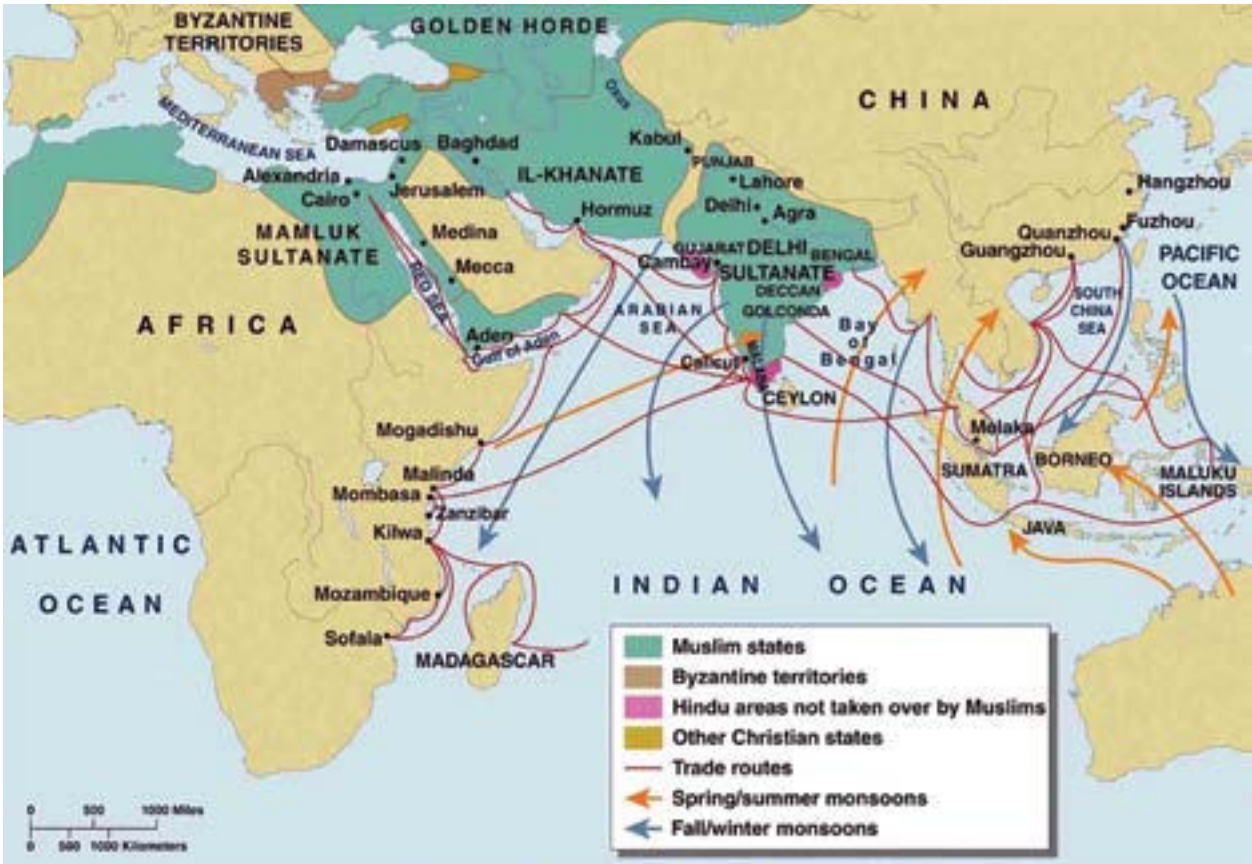 BYZANTINE
TERRITORIES
GOLDEN HORDE
Oxus
CHINA
MEDITERRANEAN SEA
Damascus
Baghdad
Kabul
PUNJAB
Alexandria
IL-KHANATE
Lahore
Hangzhou
Cairo
Jerusalem
Hormuz
Delhi
Agra
Fuzhou
MAMLUK
SULTANATE
Medina
GUJARAT
DELHI
SULTANATE
BENGAL
Quanzhou
Guangzhou
PACIFIC
OCEAN
Cambay
Mecca
RED SEA
DECCAN
GOLCONDA
SOUTH
CHINA
SEA
AFRICA
ARABIAN
SEA
Bay
of
Bengal
Aden
Gulf of Aden
Calicut
CEYLON
Mogadishu
Melaka
Malinda
SUMATRA
BORNEO
MALUKU
ISLANDS
Mombasa
Zanzibar
Kilwa
JAVA
ATLANTIC
OCEAN
INDIAN OCEAN
Mozambique
Sofala
MADAGASCAR
Muslim states
Byzantine territories
Hindu areas not taken over by Muslims
Other Christian states
Trade routes
Spring/summer monsoons
Fall/winter monsoons
0 500 1000 Miles
0 500 1000 Kilometers